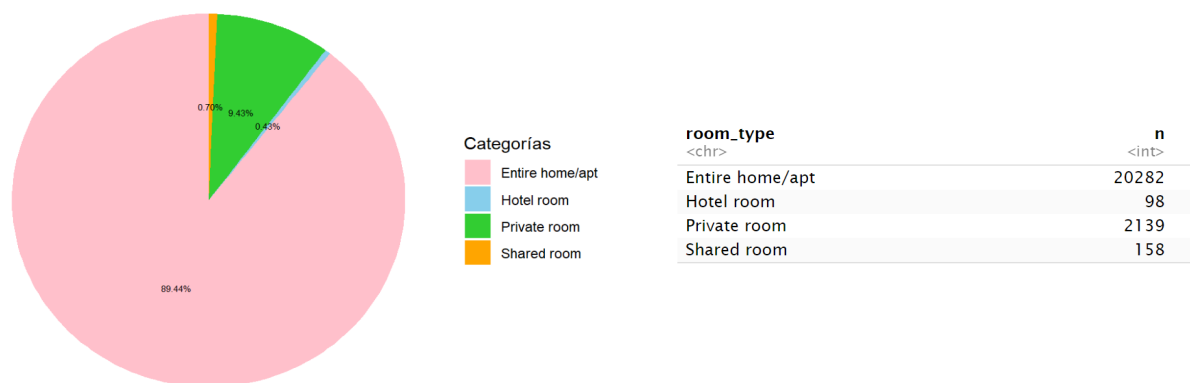 0.70%
9.43%
0.43%
89.44%
Categorías
Entire home/apt
Hotel room
Private room
Shared room
room_type n
<chr> <int>
Entire home/apt 20282
Hotel room 98
Private room 2139
Shared room 158